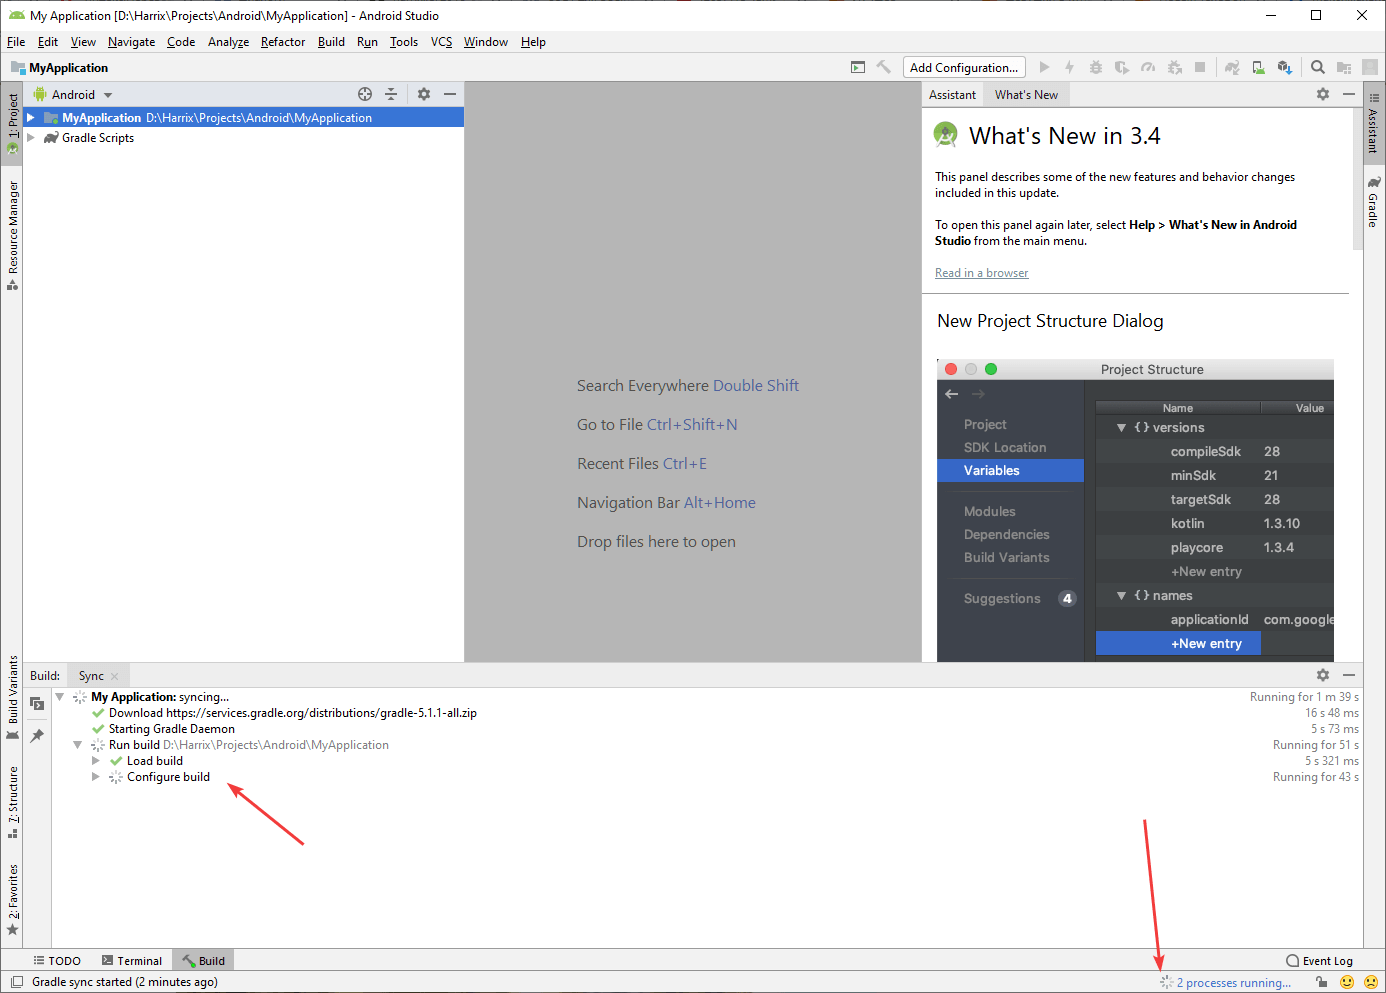 My Application [D:\Harrix\Projects\Android\MyApplication] - Android Studio
File Edit View Navigate Code Analyze Refactor Build Run Tools VCS Window Help
MyApplication
Add Configuration...
1: Project
Resource Manager
Build Variants
7: Structure
2: Favorites
Android
MyApplication D:\Harrix\Projects\Android\MyApplication
Gradle Scripts
Search Everywhere Double Shift
Go to File Ctrl+Shift+N
Recent Files Ctrl+E
Navigation Bar Alt+Home
Drop files here to open
Assistant What's New
What's New in 3.4
This panel describes some of the new features and behavior changes
included in this update.
To open this panel again later, select Help > What's New in Android
Studio from the main menu.
Read in a browser
New Project Structure Dialog
Project Structure
Project
SDK Location
Variables
Modules
Dependencies
Build Variants
Suggestions 4
Name Value
{} versions
compileSdk 28
minSdk 21
targetSdk 28
kotlin 1.3.10
playcore 1.3.4
+New entry
{} names
applicationId com.google
+New entry
Assistant
Gradle
Build: Sync
My Application: syncing... Running for 1 m 39 s
Download https://services.gradle.org/distributions/gradle-5.1.1-all.zip 16 s 48 ms
Starting Gradle Daemon 5 s 73 ms
Run build D:\Harrix\Projects\Android\MyApplication Running for 51 s
Load build 5 s 321 ms
Configure build Running for 43 s
TODO Terminal Build Event Log
Gradle sync started (2 minutes ago) 2 processes running...